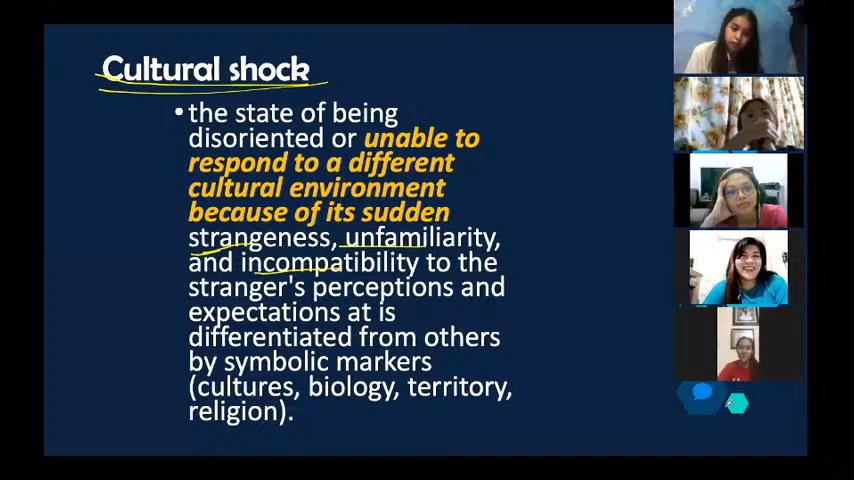 Cultural shock
• the state of being
disoriented or unable to
respond to a different
cultural environment
because of its sudden
strangeness, unfamiliarity,
and incompatibility to the
stranger's perceptions and
expectations at is
differentiated from others
by symbolic markers
(cultures, biology, territory,
religion).